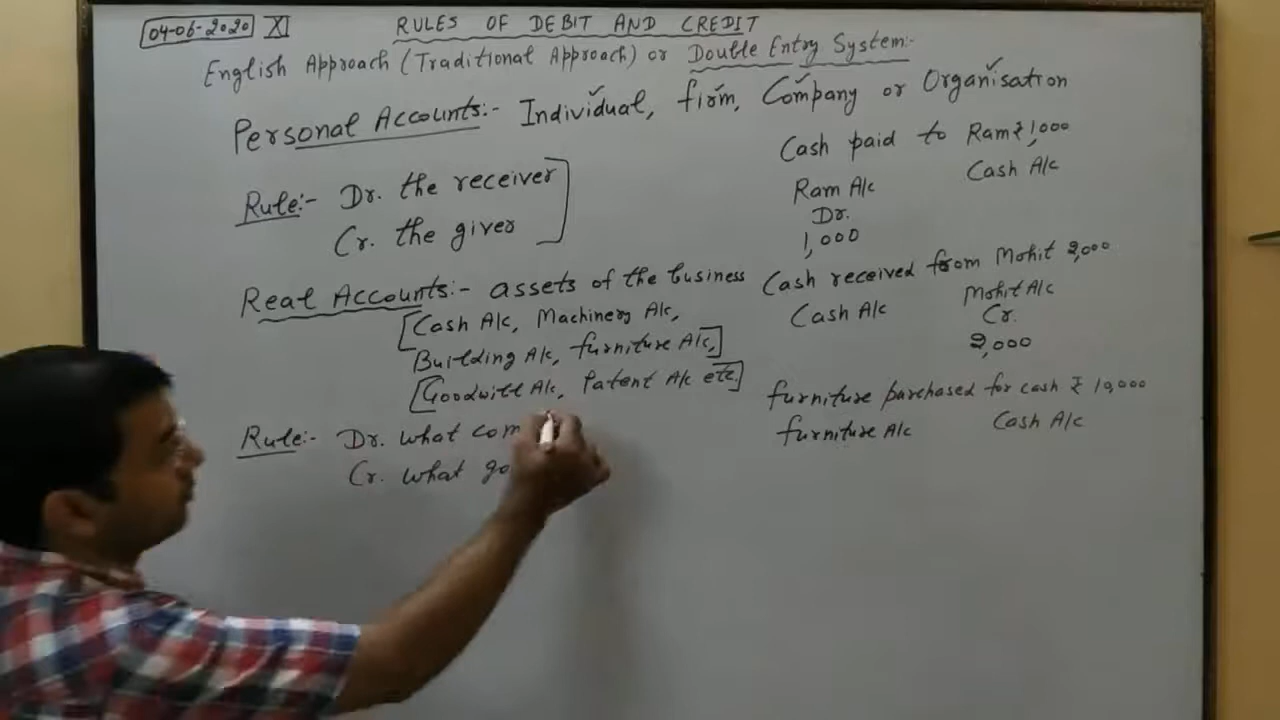 04-06-2020 XI
RULES OF DEBIT AND CREDIT
English Approach (Traditional Approach) or Double Entry System:-
Personal Accounts:- Individual, firm, Company or Organisation
Rule:- Dr. the receiver
Cr. the giver
Real Accounts:- assets of the business
[Cash A/c, Machinery A/c,
Building A/c, furniture A/c,]
[Goodwill A/c, Patent A/c etc.]
Rule:- Dr. what com
Cr. what go
Cash paid to Ram ₹ 1,000
Ram A/c Cash A/c
Dr.
1,000
Cash received from Mohit 2,000
Cash A/c Mohit A/c
Cr.
2,000
furniture purchased for cash ₹ 10,000
furniture A/c Cash A/c